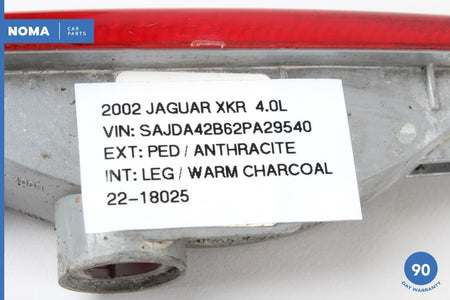 NOMA CAR PARTS
2002 JAGUAR XKR 4.0L
VIN: SAJDA42B62PA29540
EXT: PED / ANTHRACITE
INT: LEG / WARM CHARCOAL
22-18025
90
DAY WARRANTY